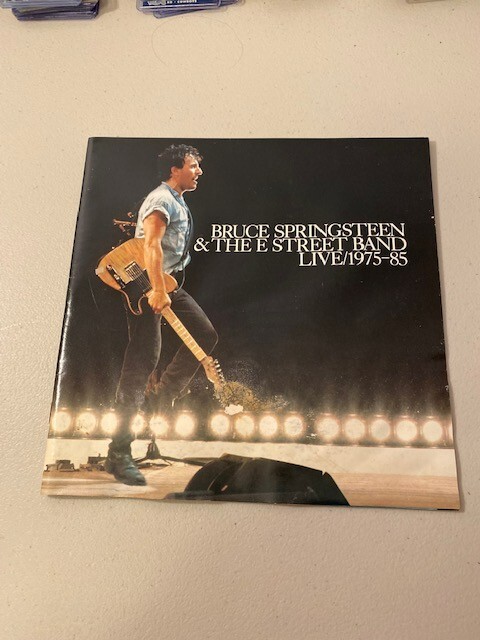 BRUCE SPRINGSTEEN
& THE E STREET BAND
LIVE/1975–85